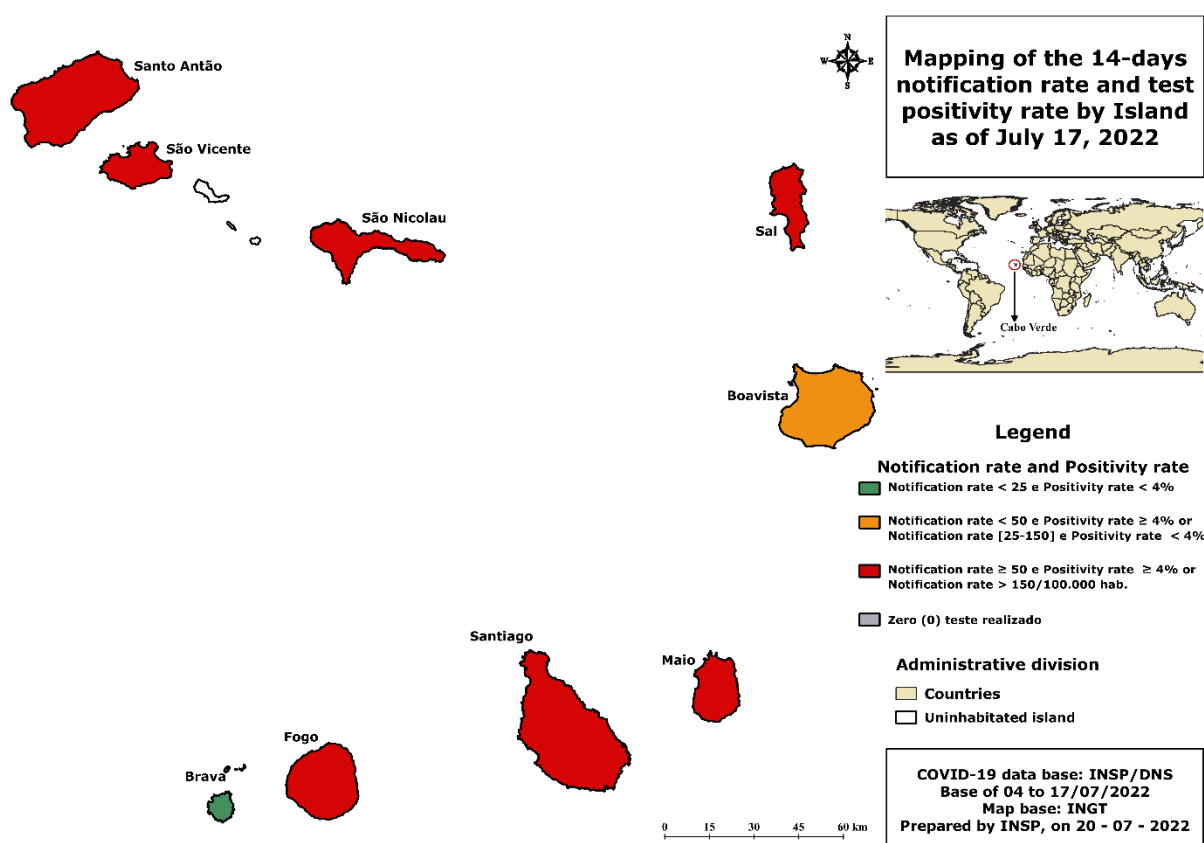 Mapping of the 14-days
notification rate and test
positivity rate by Island
as of July 17, 2022
N
W
E
S
Santo Antão
São Vicente
São Nicolau
Sal
Boavista
Santiago
Maio
Fogo
Brava
Cabo Verde
Legend
Notification rate and Positivity rate
Notification rate < 25 e Positivity rate < 4%
Notification rate < 50 e Positivity rate ≥ 4% or
Notification rate [25-150] e Positivity rate < 4%
Notification rate ≥ 50 e Positivity rate ≥ 4% or
Notification rate > 150/100.000 hab.
Zero (0) teste realizado
Administrative division
Countries
Uninhabitated island
0 15 30 45 60 km
COVID-19 data base: INSP/DNS
Base of 04 to 17/07/2022
Map base: INGT
Prepared by INSP, on 20 - 07 - 2022